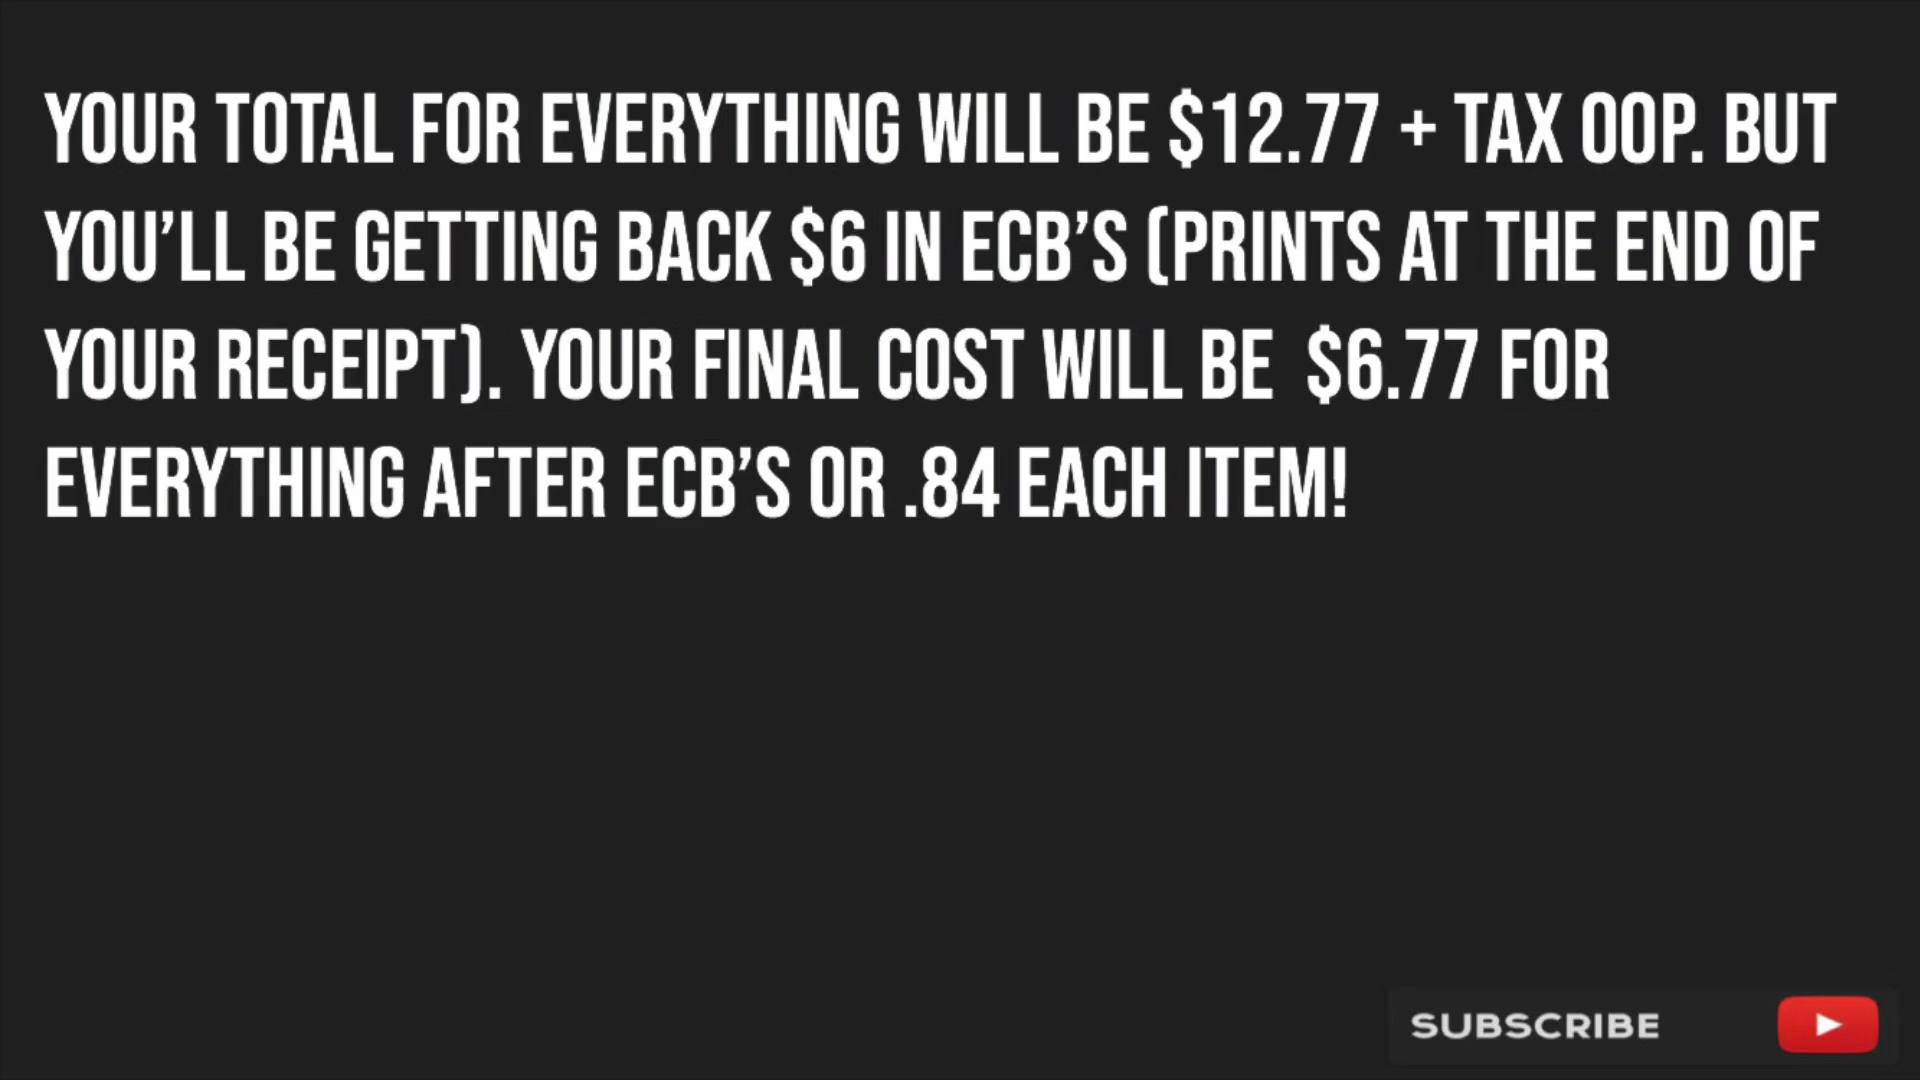 YOUR TOTAL FOR EVERYTHING WILL BE $12.77 + TAX OOP. BUT
YOU'LL BE GETTING BACK $6 IN ECB'S (PRINTS AT THE END OF
YOUR RECEIPT). YOUR FINAL COST WILL BE $6.77 FOR
EVERYTHING AFTER ECB'S OR .84 EACH ITEM!
SUBSCRIBE